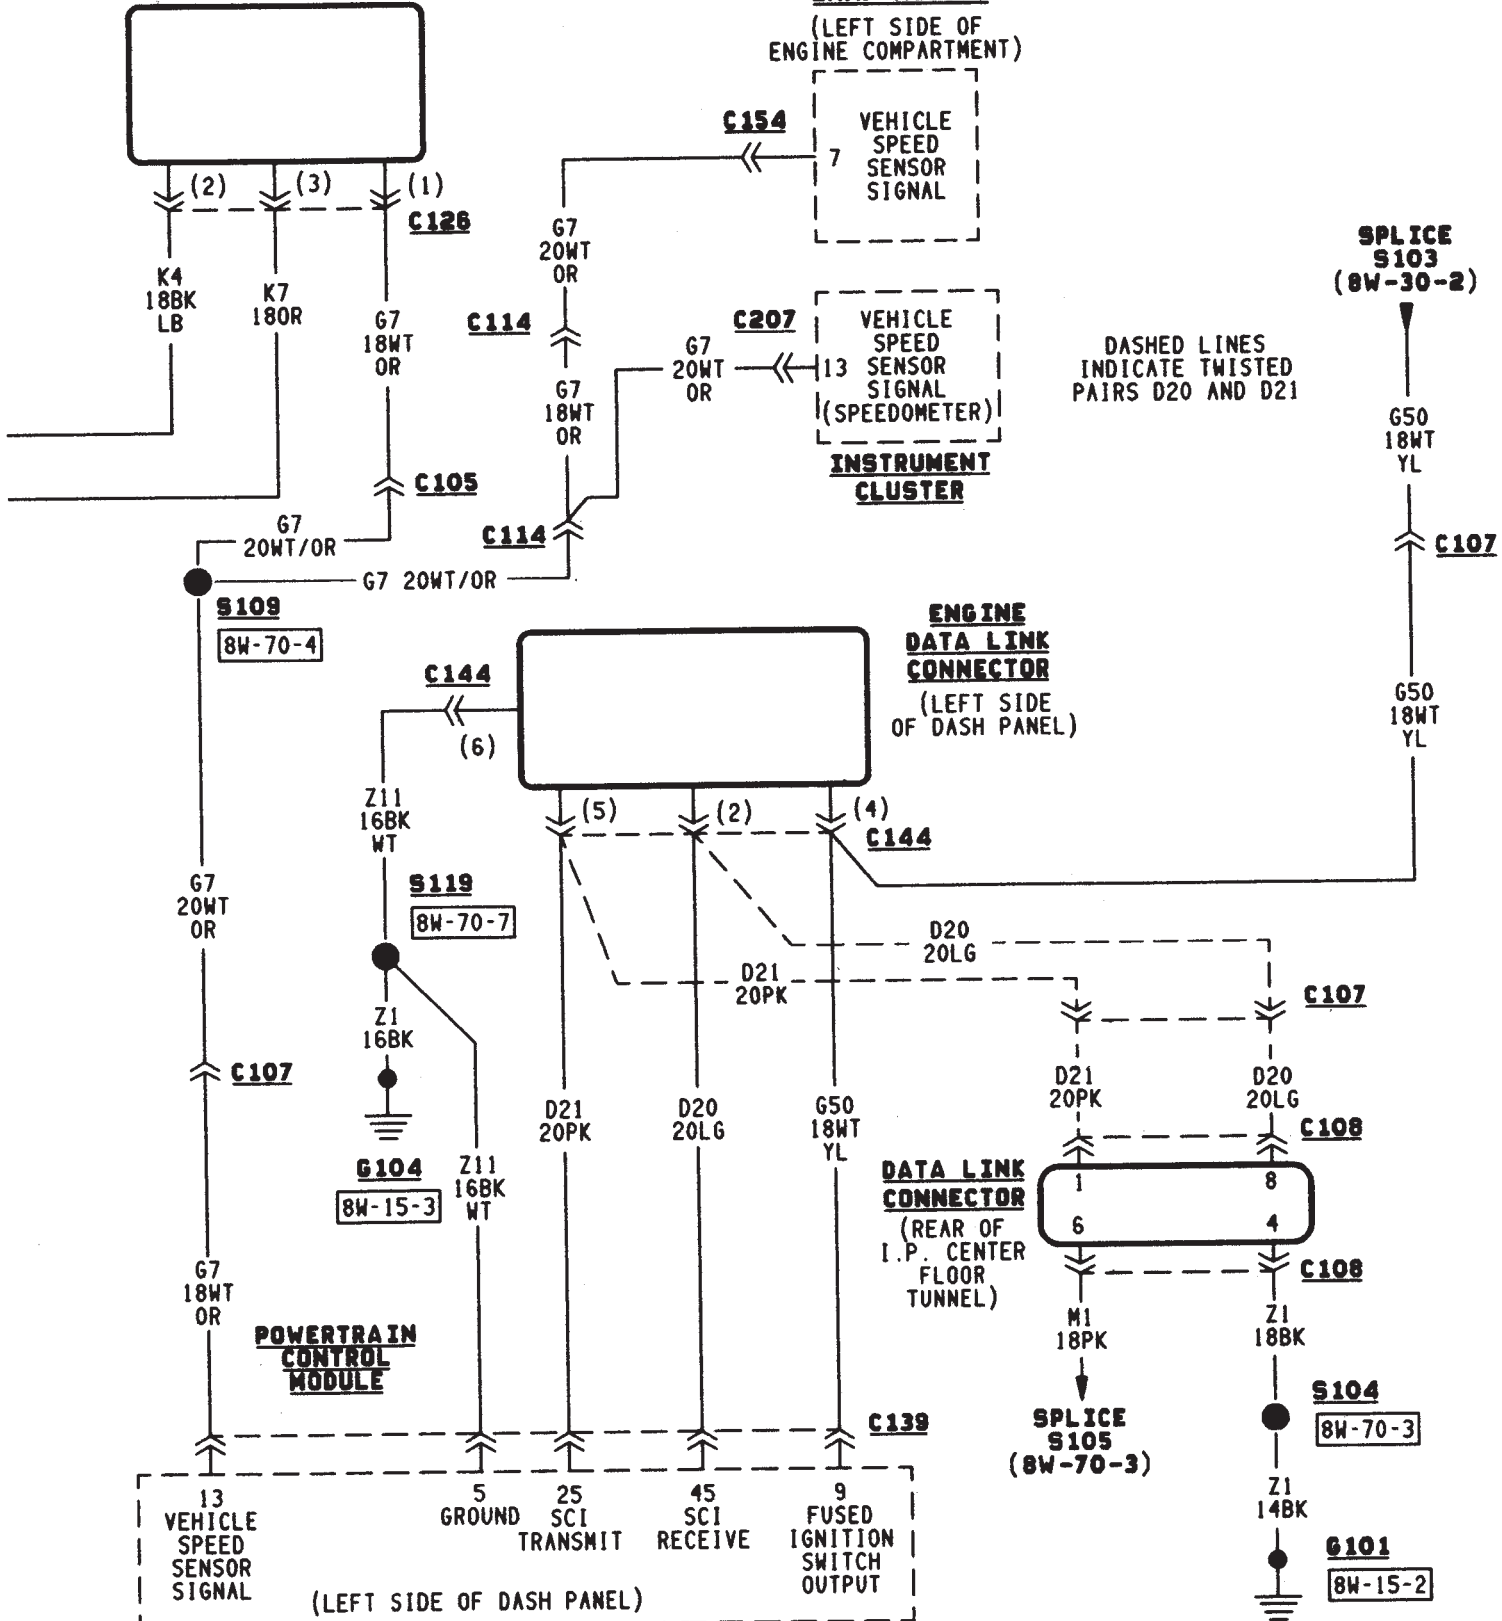 (LEFT SIDE OF
ENGINE COMPARTMENT)
C154
7
VEHICLE
SPEED
SENSOR
SIGNAL
(2)
(3)
(1)
C126
K4
18BK
LB
K7
18OR
G7
18WT
OR
G7
20WT
OR
C114
G7
18WT
OR
G7
20WT
OR
C207
13
VEHICLE
SPEED
SENSOR
SIGNAL
(SPEEDOMETER)
INSTRUMENT
CLUSTER
DASHED LINES
INDICATE TWISTED
PAIRS D20 AND D21
SPLICE
S103
(8W-30-2)
G50
18WT
YL
C107
G50
18WT
YL
C105
G7
20WT/OR
C114
G7 20WT/OR
S109
8W-70-4
ENGINE
DATA LINK
CONNECTOR
(LEFT SIDE
OF DASH PANEL)
C144
(6)
(5)
(2)
(4)
C144
Z11
16BK
WT
S119
8W-70-7
G7
20WT
OR
D20
20LG
D21
20PK
C107
Z1
16BK
C107
G104
8W-15-3
Z11
16BK
WT
D21
20PK
D20
20LG
G50
18WT
YL
D21
20PK
D20
20LG
C108
DATA LINK
CONNECTOR
(REAR OF
I.P. CENTER
FLOOR
TUNNEL)
1
8
6
4
C108
G7
18WT
OR
M1
18PK
Z1
18BK
POWERTRAIN
CONTROL
MODULE
C139
SPLICE
S105
(8W-70-3)
S104
8W-70-3
Z1
14BK
G101
8W-15-2
13
VEHICLE
SPEED
SENSOR
SIGNAL
5
GROUND
25
SCI
TRANSMIT
45
SCI
RECEIVE
9
FUSED
IGNITION
SWITCH
OUTPUT
(LEFT SIDE OF DASH PANEL)